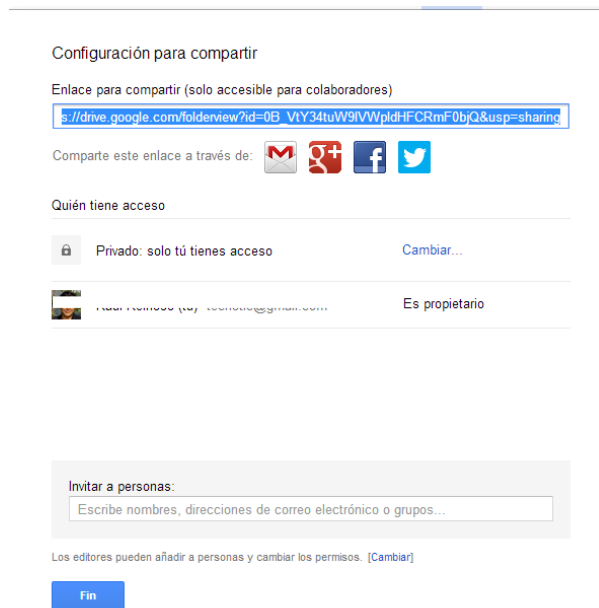 Configuración para compartir
Enlace para compartir (solo accesible para colaboradores)
s://drive.google.com/folderview?id=0B_VtY34tuW9lVWpldHFCRmF0bjQ&usp=sharing
Comparte este enlace a través de:
Quién tiene acceso
Privado: solo tú tienes acceso Cambiar...
(tú) Es propietario
Invitar a personas:
Escribe nombres, direcciones de correo electrónico o grupos...
Los editores pueden añadir a personas y cambiar los permisos. [Cambiar]
Fin